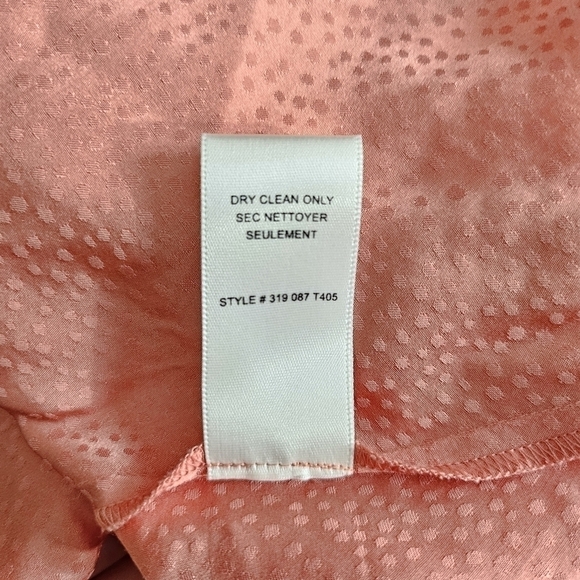 DRY CLEAN ONLY
SEC NETTOYER
SEULEMENT
STYLE # 319 087 T405